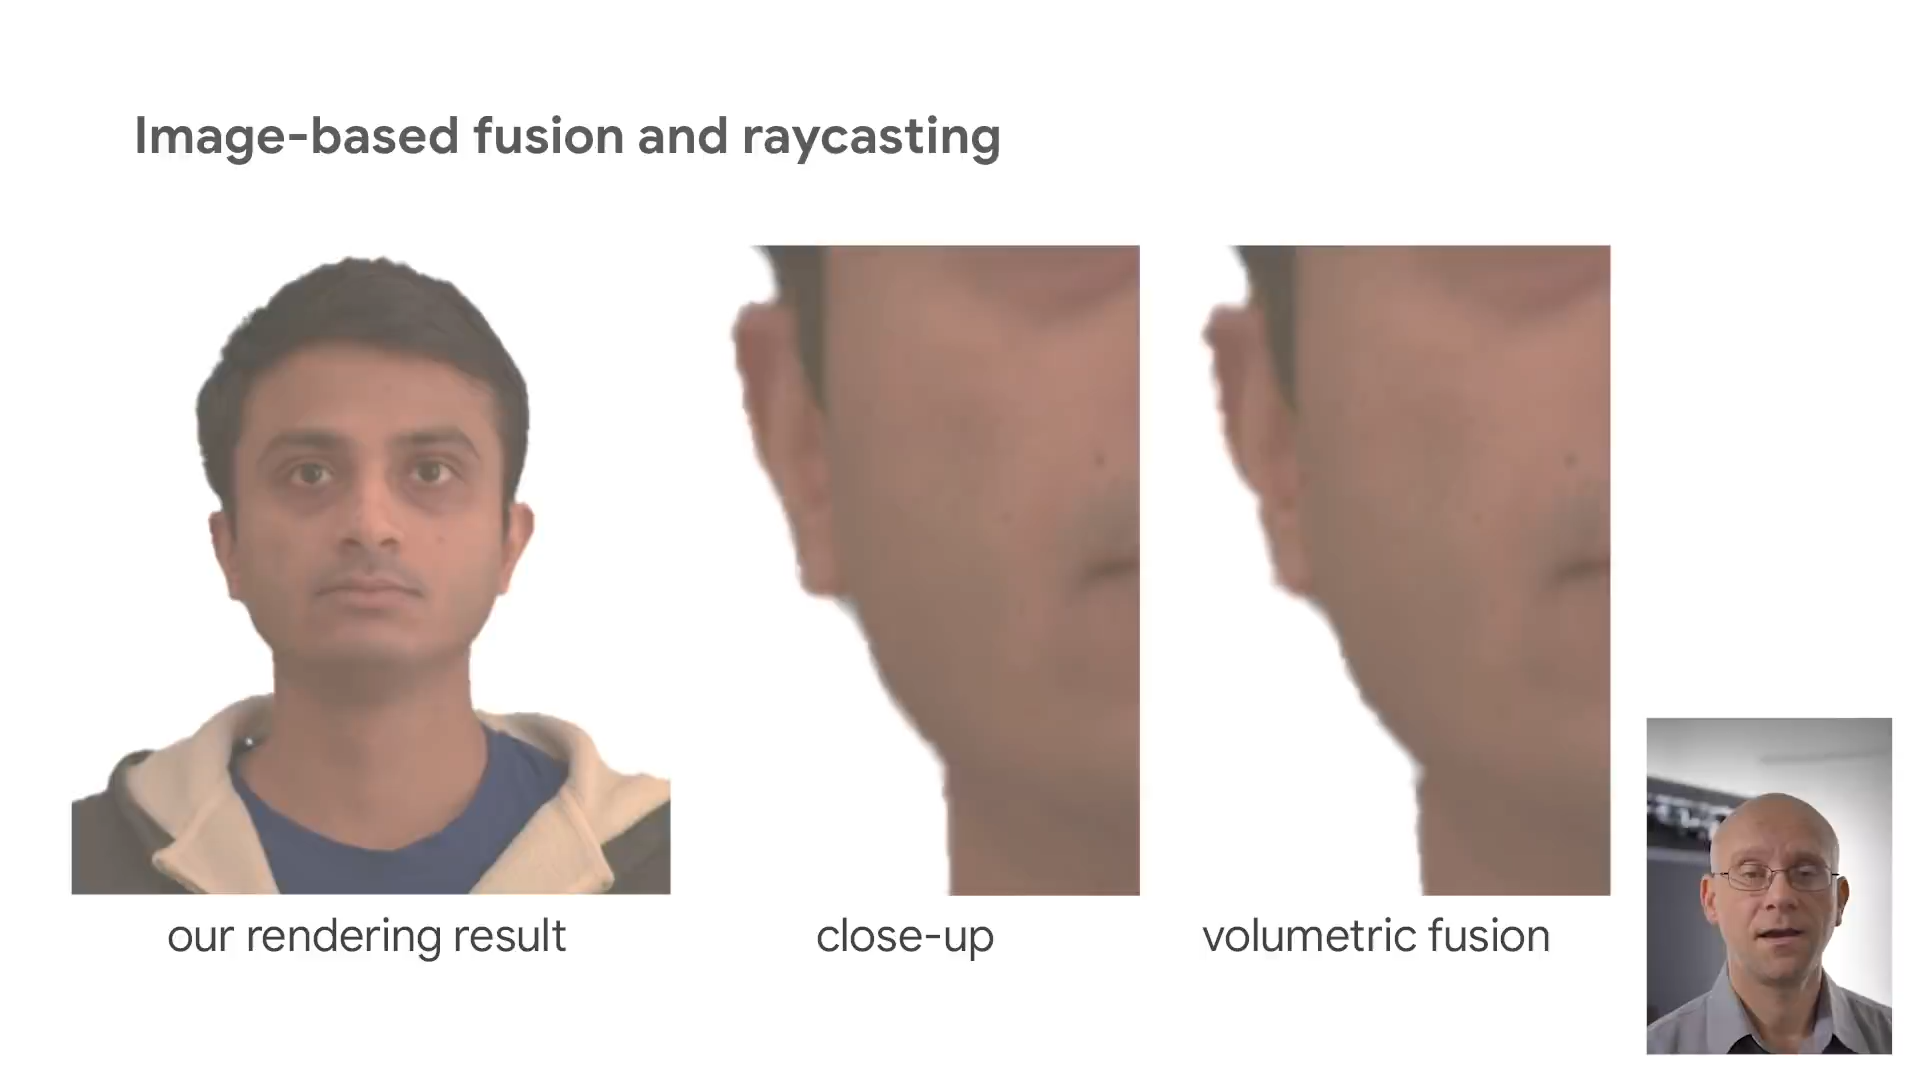 Image-based fusion and raycasting
our rendering result
close-up
volumetric fusion